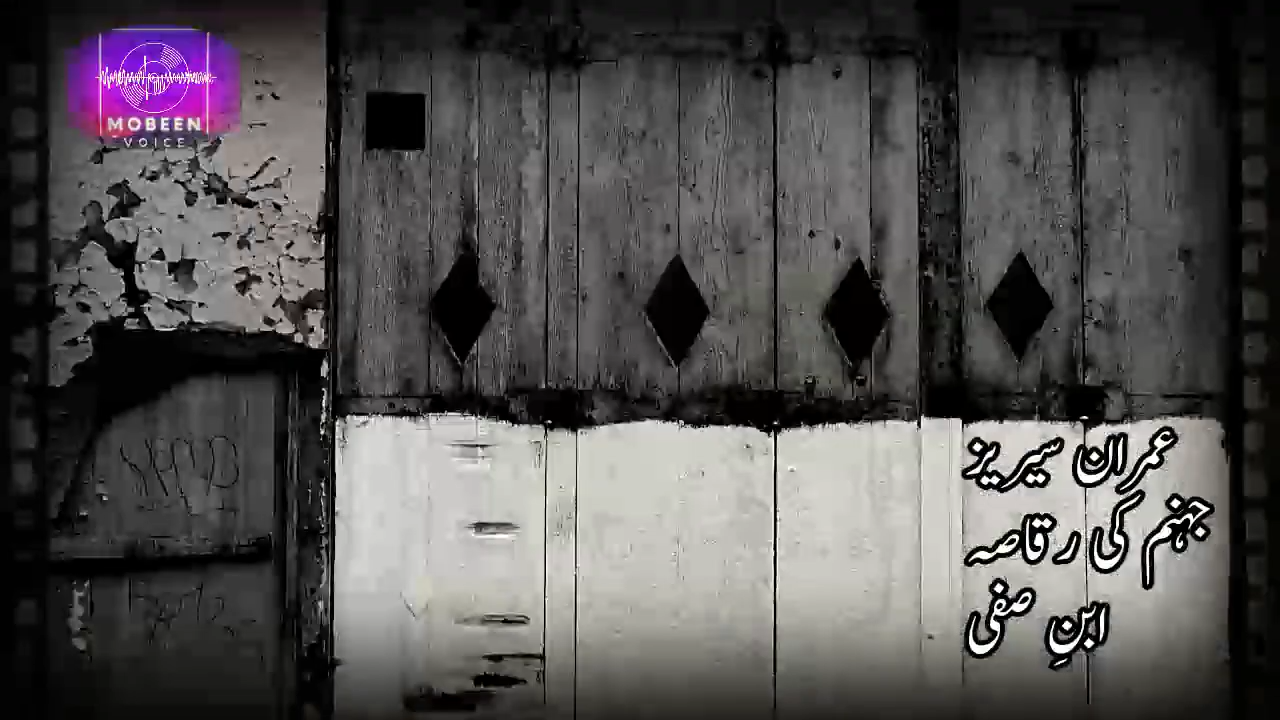 MOBEEN
VOICE
عمران سیریز
جہنم کی رقاصہ
ابنِ صفی